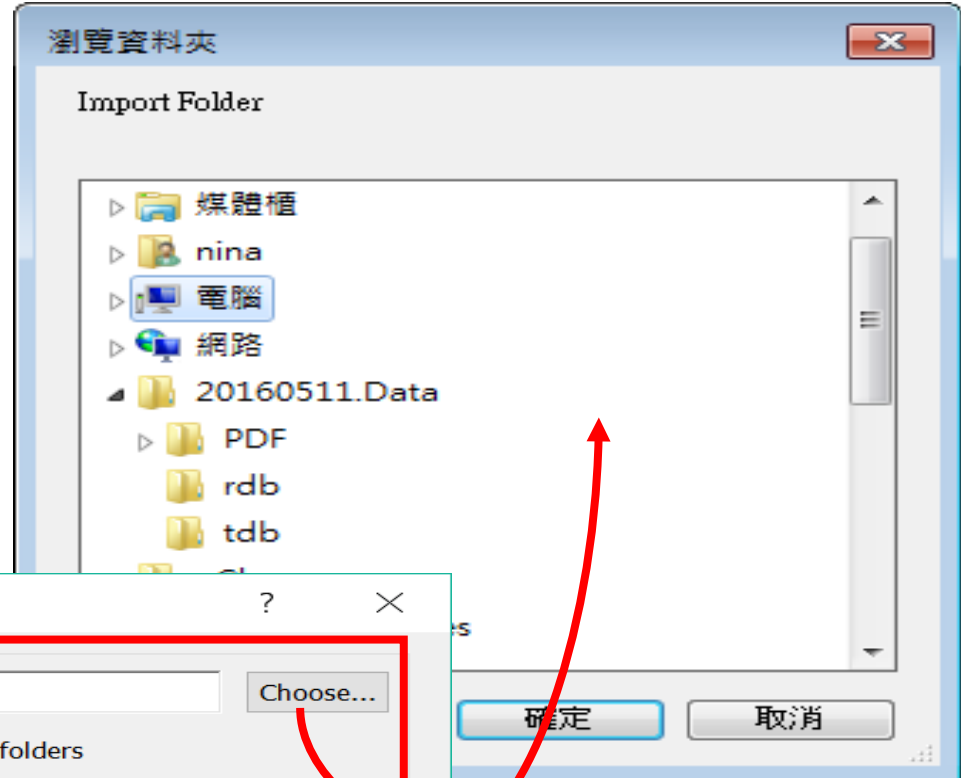 瀏覽資料夾
Import Folder
媒體櫃
nina
電腦
網路
20160511.Data
PDF
rdb
tdb
?
Choose...
確定
取消
folders